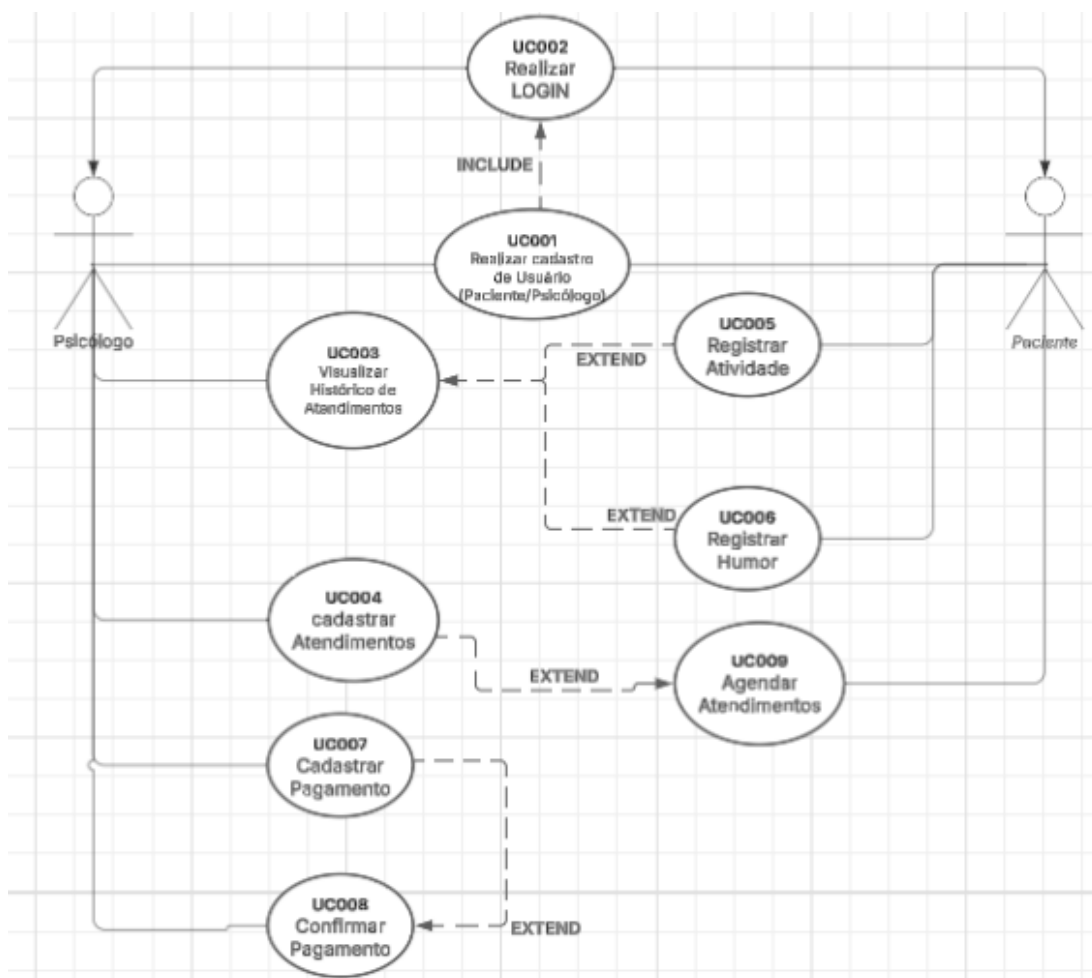 UC002
Realizar
LOGIN
INCLUDE
UC001
Realizar cadastro
de Usuário
(Paciente/Psicólogo)
Psicólogo
Paciente
UC003
Visualizar
Histórico de
Atendimentos
EXTEND
UC005
Registrar
Atividade
EXTEND
UC006
Registrar
Humor
UC004
cadastrar
Atendimentos
EXTEND
UC009
Agendar
Atendimentos
UC007
Cadastrar
Pagamento
UC008
Confirmar
Pagamento
EXTEND